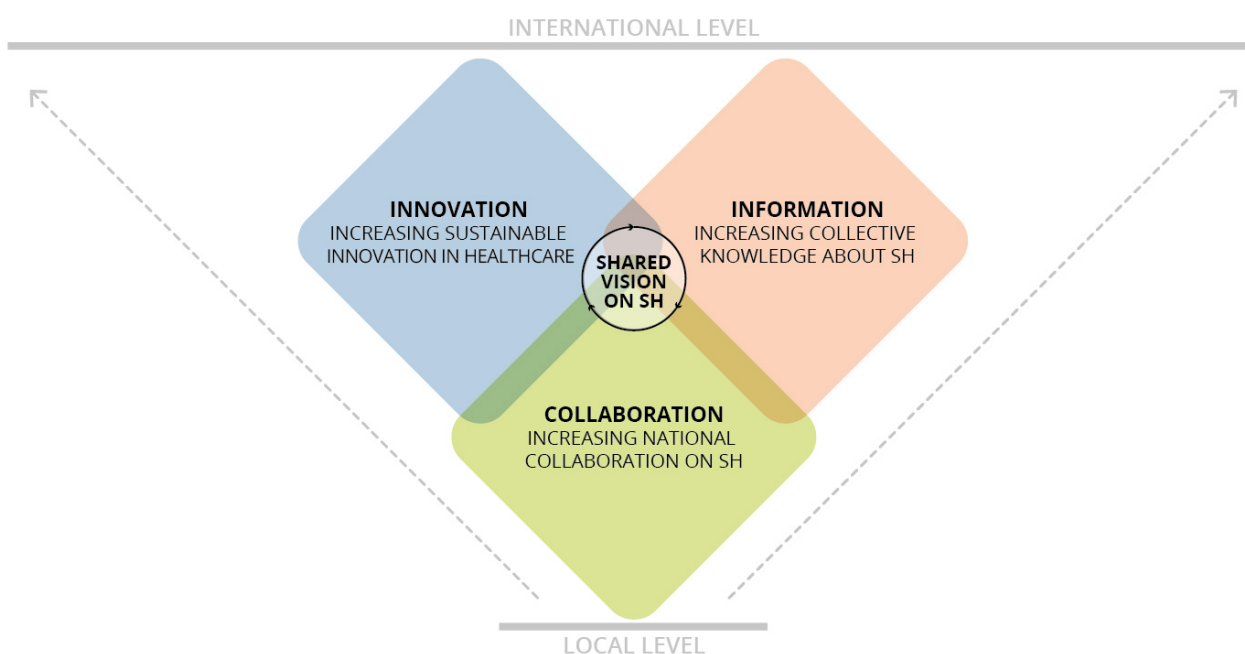 INTERNATIONAL LEVEL
INNOVATION
INCREASING SUSTAINABLE
INNOVATION IN HEALTHCARE
INFORMATION
INCREASING COLLECTIVE
KNOWLEDGE ABOUT SH
SHARED
VISION
ON SH
COLLABORATION
INCREASING NATIONAL
COLLABORATION ON SH
LOCAL LEVEL